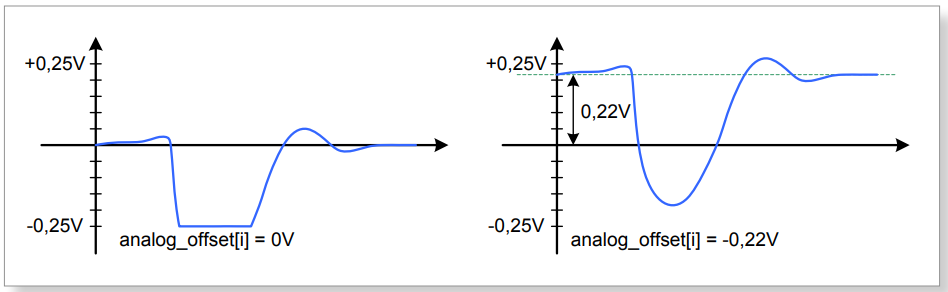 +0,25V
-0,25V
analog_offset[i] = 0V
+0,25V
0,22V
-0,25V
analog_offset[i] = -0,22V